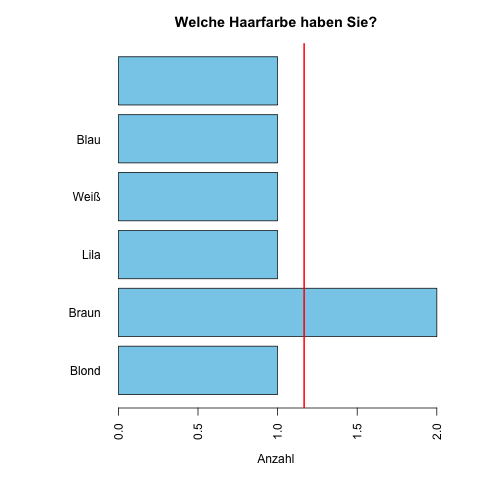 Welche Haarfarbe haben Sie?
Blau
Weiß
Lila
Braun
Blond
0.0 0.5 1.0 1.5 2.0
Anzahl